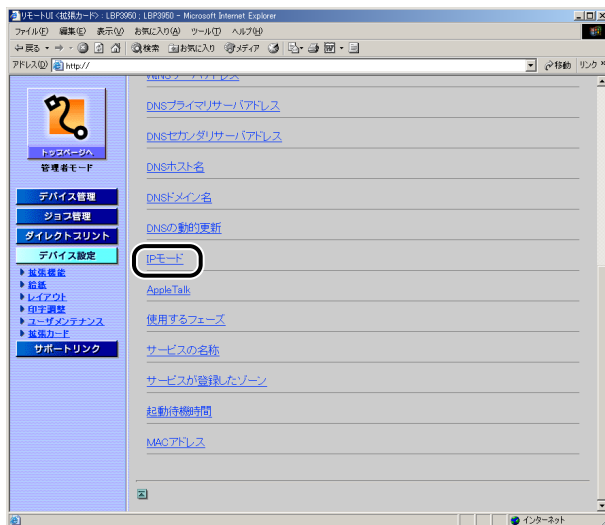 リモートUI <拡張カード> : LBP3950 ; LBP3950 - Microsoft Internet Explorer
ファイル(F) 編集(E) 表示(V) お気に入り(A) ツール(T) ヘルプ(H)
戻る 検索 お気に入り メディア
アドレス(D) http:// 移動 リンク »
WINSサーバアドレス
DNSプライマリサーバアドレス
DNSセカンダリサーバアドレス
トップページへ
管理者モード
DNSホスト名
デバイス管理
DNSドメイン名
ジョブ管理
DNSの動的更新
ダイレクトプリント
デバイス設定
IPモード
拡張機能
給紙
レイアウト
印字調整
ユーザメンテナンス
拡張カード
サポートリンク
AppleTalk
使用するフェーズ
サービスの名称
サービスが登録したゾーン
起動待機時間
MACアドレス
インターネット